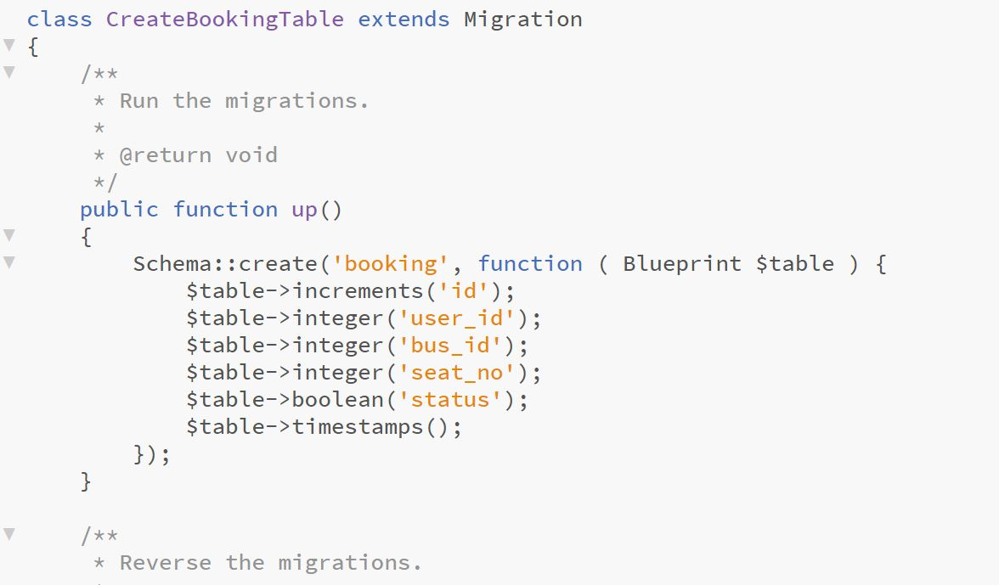 class CreateBookingTable extends Migration
{
    /**
     * Run the migrations.
     *
     * @return void
     */
    public function up()
    {
        Schema::create('booking', function ( Blueprint $table ) {
            $table->increments('id');
            $table->integer('user_id');
            $table->integer('bus_id');
            $table->integer('seat_no');
            $table->boolean('status');
            $table->timestamps();
        });
    }

    /**
     * Reverse the migrations.